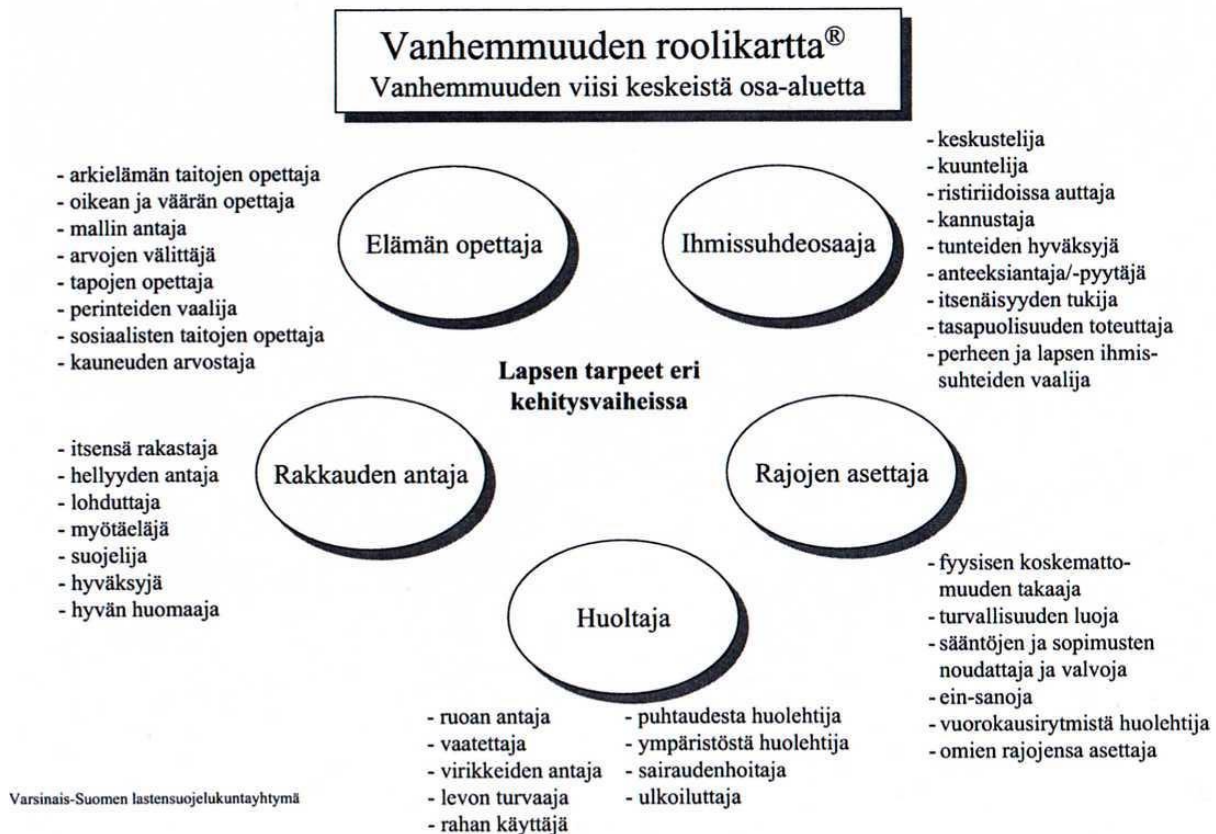 Vanhemmuuden roolikartta®
Vanhemmuuden viisi keskeistä osa-aluetta
Elämän opettaja
- arkielämän taitojen opettaja
- oikean ja väärän opettaja
- mallin antaja
- arvojen välittäjä
- tapojen opettaja
- perinteiden vaalija
- sosiaalisten taitojen opettaja
- kauneuden arvostaja
Ihmissuhdeosaaja
- keskustelija
- kuuntelija
- ristiriidoissa auttaja
- kannustaja
- tunteiden hyväksyjä
- anteeksiantaja/-pyytäjä
- itsenäisyyden tukija
- tasapuolisuuden toteuttaja
- perheen ja lapsen ihmis-
suhteiden vaalija
Lapsen tarpeet eri
kehitysvaiheissa
Rakkauden antaja
- itsensä rakastaja
- hellyyden antaja
- lohduttaja
- myötäeläjä
- suojelija
- hyväksyjä
- hyvän huomaaja
Rajojen asettaja
- fyysisen koskematto-
muuden takaaja
- turvallisuuden luoja
- sääntöjen ja sopimusten
noudattaja ja valvoja
- ein-sanoja
- vuorokausirytmistä huolehtija
- omien rajojensa asettaja
Huoltaja
- ruoan antaja
- vaatettaja
- virikkeiden antaja
- levon turvaaja
- rahan käyttäjä
- puhtaudesta huolehtija
- ympäristöstä huolehtija
- sairaudenhoitaja
- ulkoiluttaja
Varsinais-Suomen lastensuojelukuntayhtymä